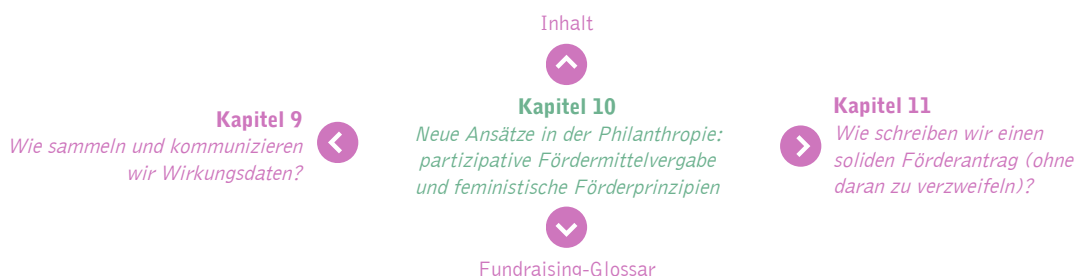 Inhalt
Kapitel 9
Wie sammeln und kommunizieren
wir Wirkungsdaten?
Kapitel 10
Neue Ansätze in der Philanthropie:
partizipative Fördermittelvergabe
und feministische Förderprinzipien
Kapitel 11
Wie schreiben wir einen
soliden Förderantrag (ohne
daran zu verzweifeln)?
Fundraising-Glossar